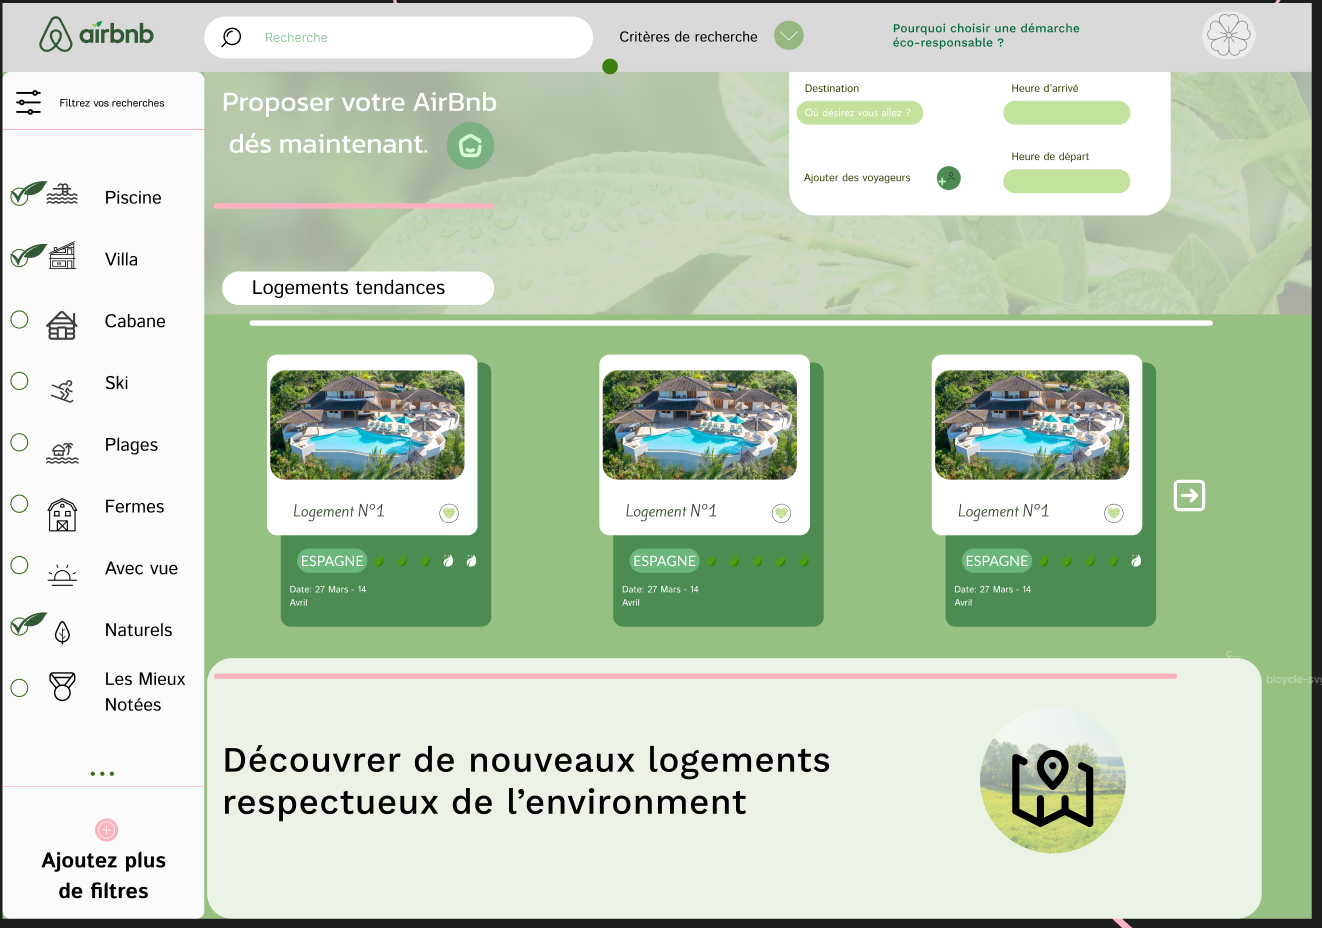 airbnb
Recherche
Critères de recherche
Pourquoi choisir une démarche
éco-responsable ?
Filtrez vos recherches
Piscine
Villa
Cabane
Ski
Plages
Fermes
Avec vue
Naturels
Les Mieux
Notées
Ajoutez plus
de filtres
Proposer votre AirBnb
dés maintenant.
Destination
Où désirez vous allez ?
Heure d'arrivé
Heure de départ
Ajouter des voyageurs
Logements tendances
Logement N°1
ESPAGNE
Date: 27 Mars - 14
Avril
Logement N°1
ESPAGNE
Date: 27 Mars - 14
Avril
Logement N°1
ESPAGNE
Date: 27 Mars - 14
Avril
C...
bicycle-svg
Découvrer de nouveaux logements
respectueux de l'environment